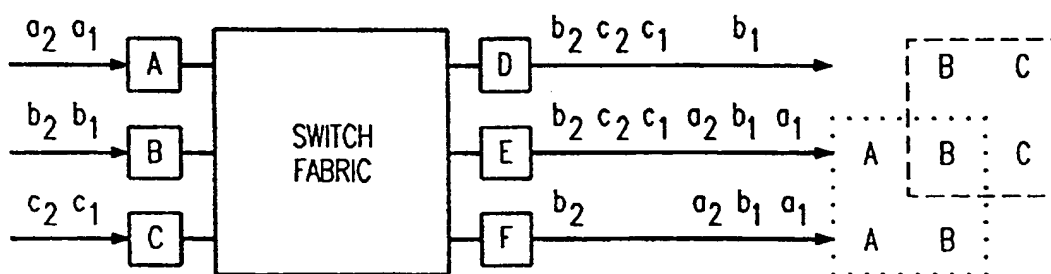 a₂ a₁ A D b₂ c₂ c₁ b₁ B C
b₂ b₁ B SWITCH FABRIC E b₂ c₂ c₁ a₂ b₁ a₁ A B C
c₂ c₁ C F b₂ a₂ b₁ a₁ A B